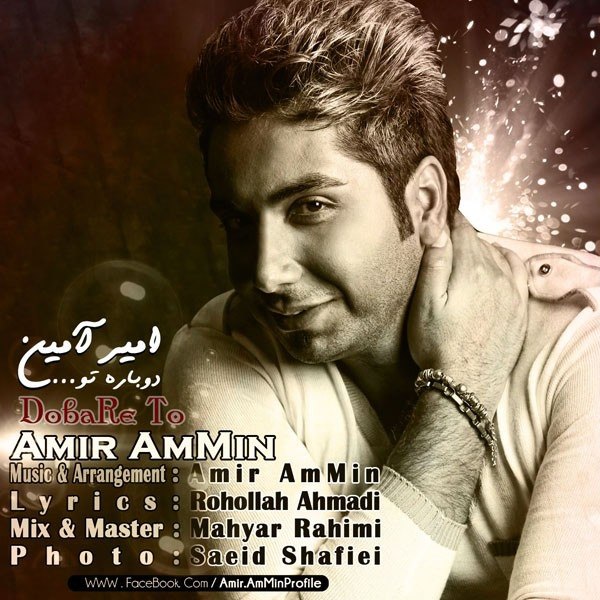 امیر آمین
دوباره تو...
DobaRe To
Amir AmMin
Music & Arrangement : Amir AmMin
Lyrics : Rohollah Ahmadi
Mix & Master : Mahyar Rahimi
Photo : Saeid Shafiei
WWW . FaceBook Com / Amir.AmMinProfile